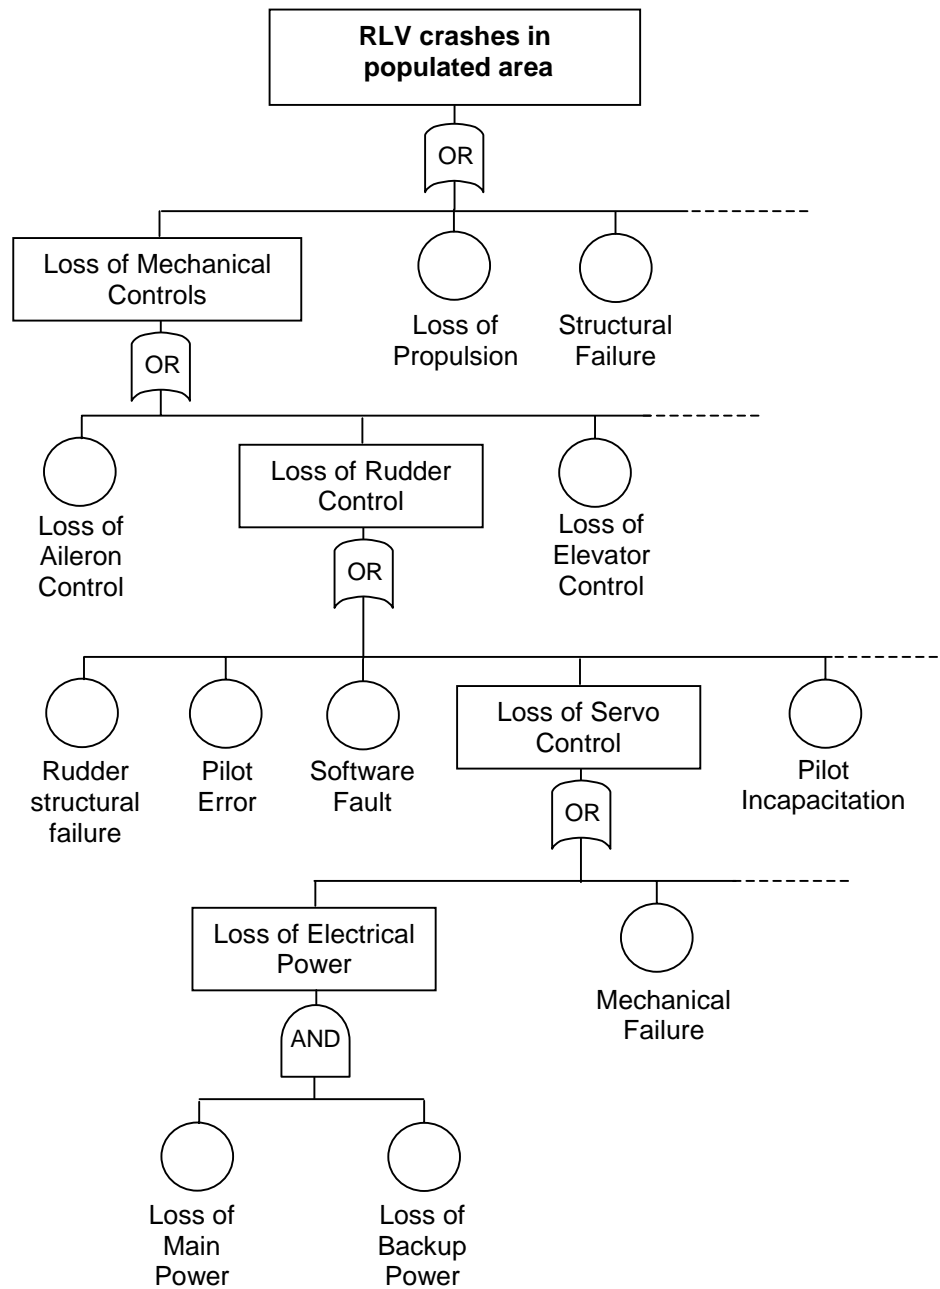 RLV crashes in
populated area
OR
Loss of Mechanical
Controls
Loss of
Propulsion
Structural
Failure
OR
Loss of
Aileron
Control
Loss of Rudder
Control
Loss of
Elevator
Control
OR
Rudder
structural
failure
Pilot
Error
Software
Fault
Loss of Servo
Control
Pilot
Incapacitation
OR
Loss of Electrical
Power
Mechanical
Failure
AND
Loss of
Main
Power
Loss of
Backup
Power